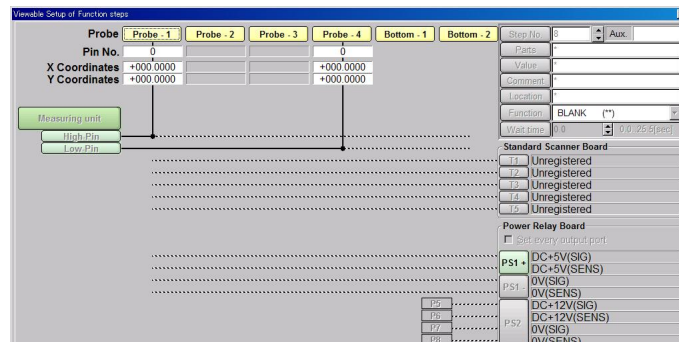 Viewable Setup of Function steps
Probe Probe - 1 Probe - 2 Probe - 3 Probe - 4 Bottom - 1 Bottom - 2
Pin No. 0 0
X Coordinates +000.0000 +000.0000
Y Coordinates +000.0000 +000.0000
Measuring unit
High-Pin
Low-Pin
Step No. 8 Aux.
Parts *
Value *
Comment *
Location *
Function BLANK (**)
Wait time 0.0 0.0..25.5[sec]
Standard Scanner Board
T1 Unregistered
T2 Unregistered
T3 Unregistered
T4 Unregistered
T5 Unregistered
Power Relay Board
Set every output port
PS1 + DC+5V(SIG)
DC+5V(SENS)
PS1 - 0V(SIG)
0V(SENS)
P5 DC+12V(SIG)
P6 PS2 DC+12V(SENS)
P7 0V(SIG)
P8 0V(SENS)